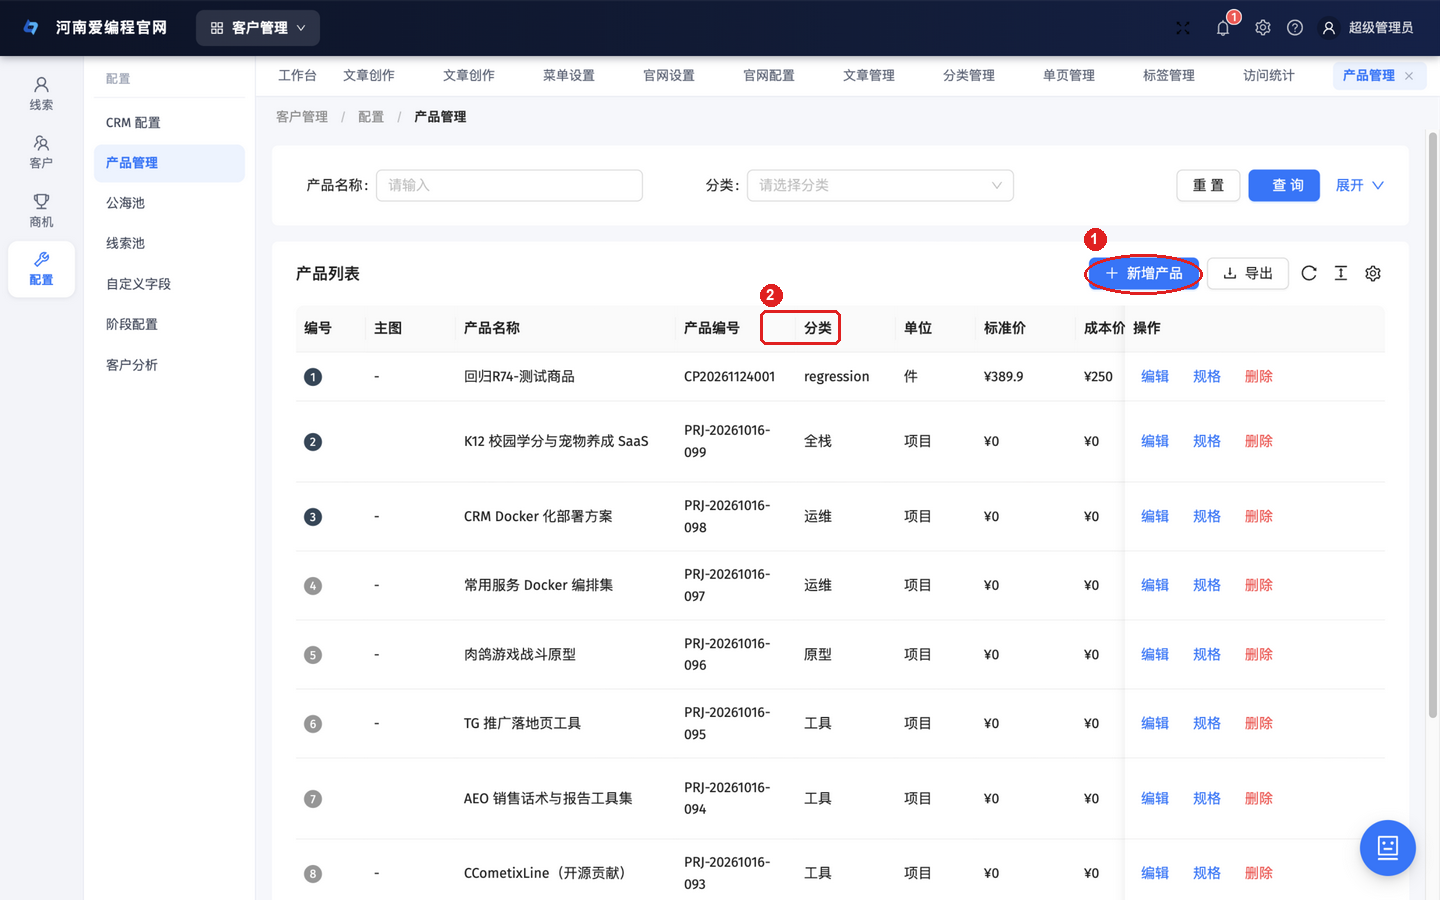 河南爱编程官网 客户管理 1 超级管理员
线索
客户
商机
配置
配置
CRM 配置
产品管理
公海池
线索池
自定义字段
阶段配置
客户分析
工作台 文章创作 文章创作 菜单设置 官网设置 官网配置 文章管理 分类管理 单页管理 标签管理 访问统计 产品管理
客户管理 / 配置 / 产品管理
产品名称: 请输入 分类: 请选择分类 重置 查询 展开
1
产品列表 新增产品 导出
2
编号 主图 产品名称 产品编号 分类 单位 标准价 成本价 操作
1 - 回归R74-测试商品 CP20261124001 regression 件 ¥389.9 ¥250 编辑 规格 删除
2 K12 校园学分与宠物养成 SaaS PRJ-20261016-099 全栈 项目 ¥0 ¥0 编辑 规格 删除
3 - CRM Docker 化部署方案 PRJ-20261016-098 运维 项目 ¥0 ¥0 编辑 规格 删除
4 - 常用服务 Docker 编排集 PRJ-20261016-097 运维 项目 ¥0 ¥0 编辑 规格 删除
5 - 肉鸽游戏战斗原型 PRJ-20261016-096 原型 项目 ¥0 ¥0 编辑 规格 删除
6 - TG 推广落地页工具 PRJ-20261016-095 工具 项目 ¥0 ¥0 编辑 规格 删除
7 AEO 销售话术与报告工具集 PRJ-20261016-094 工具 项目 ¥0 ¥0 编辑 规格 删除
8 - CCometixLine（开源贡献） PRJ-20261016-093 工具 项目 ¥0 ¥0 编辑 规格 删除